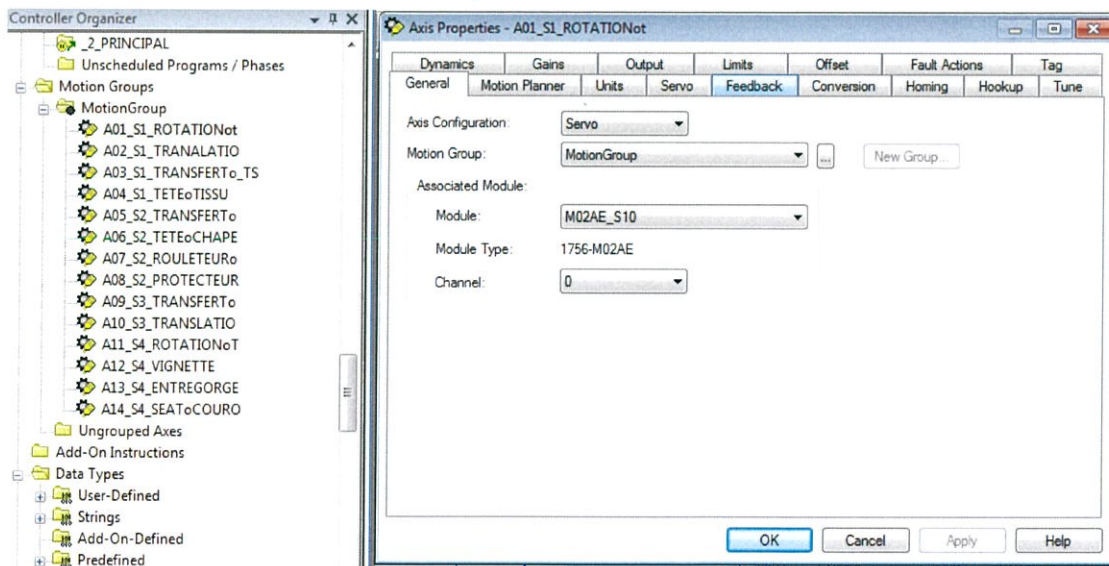 Controller Organizer
_2_PRINCIPAL
Unscheduled Programs / Phases
Motion Groups
MotionGroup
A01_S1_ROTATIONot
A02_S1_TRANALATIO
A03_S1_TRANSFERTo_TS
A04_S1_TETEoTISSU
A05_S2_TRANSFERTo
A06_S2_TETEoCHAPE
A07_S2_ROULETEURo
A08_S2_PROTECTEUR
A09_S3_TRANSFERTo
A10_S3_TRANSLATIO
A11_S4_ROTATIONoT
A12_S4_VIGNETTE
A13_S4_ENTREGORGE
A14_S4_SEAToCOURO
Ungrouped Axes
Add-On Instructions
Data Types
User-Defined
Strings
Add-On-Defined
Predefined
Axis Properties - A01_S1_ROTATIONot
Dynamics Gains Output Limits Offset Fault Actions Tag
General Motion Planner Units Servo Feedback Conversion Homing Hookup Tune
Axis Configuration: Servo
Motion Group: MotionGroup ... New Group...
Associated Module:
Module: M02AE_S10
Module Type: 1756-M02AE
Channel: 0
OK Cancel Apply Help